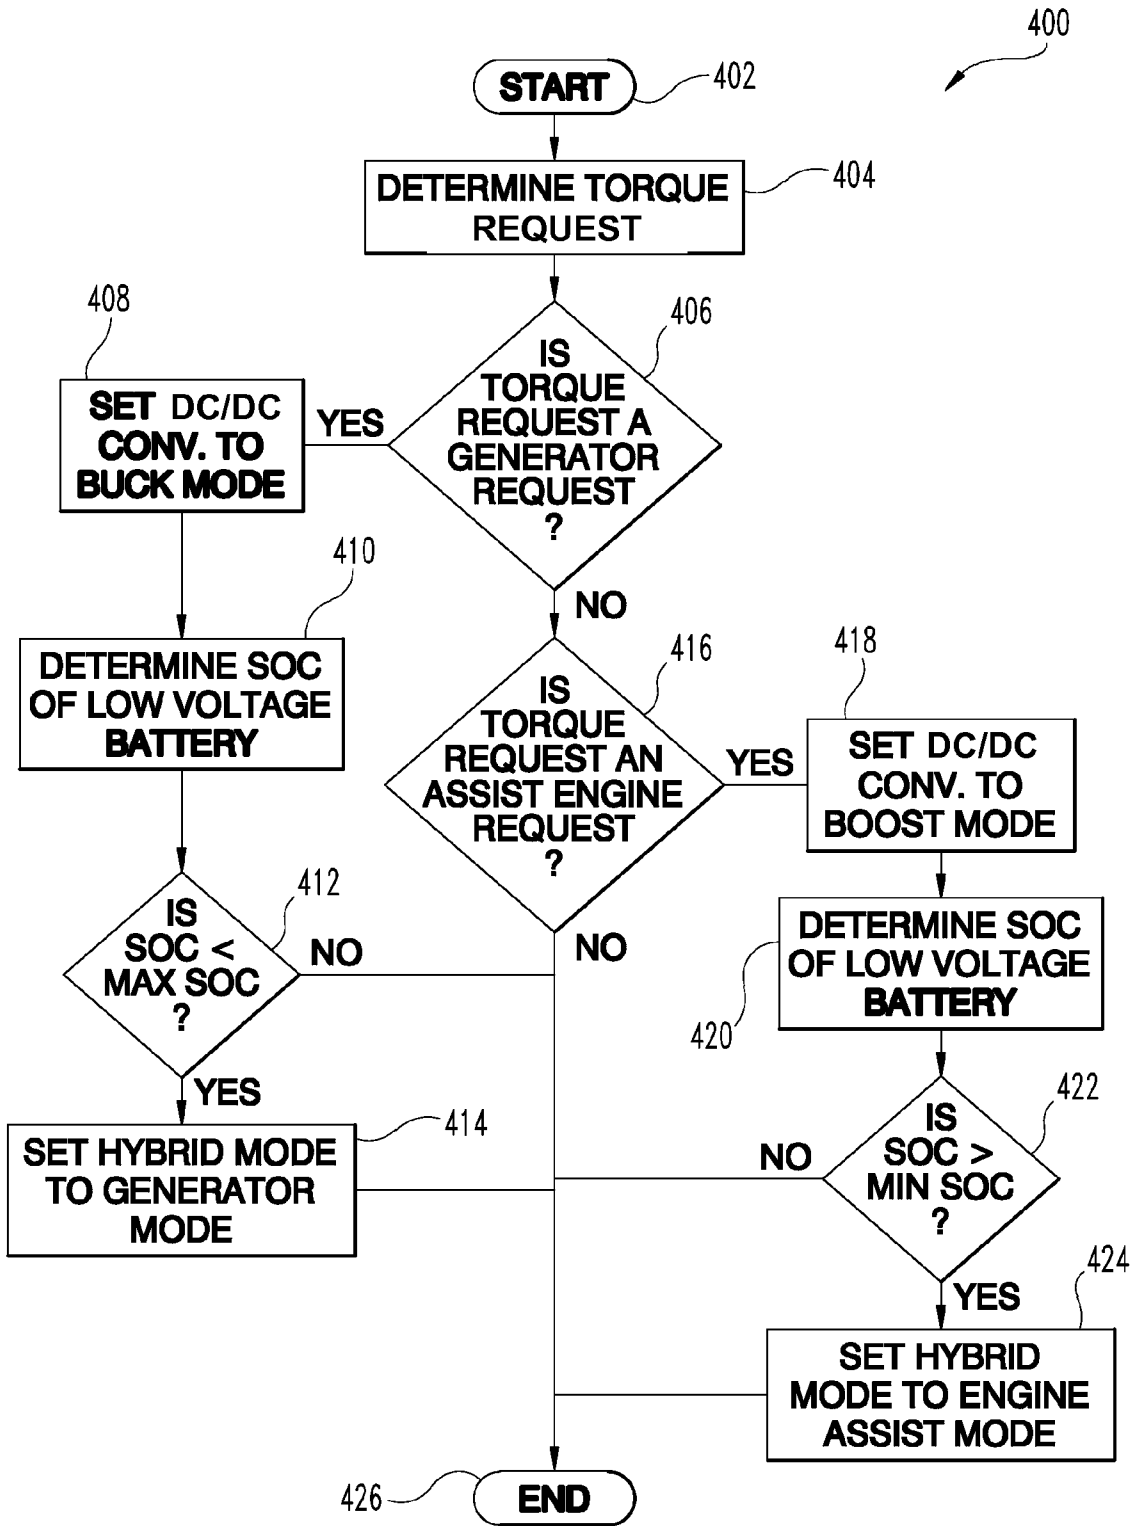 400
START
402
DETERMINE TORQUE
REQUEST
404
406
IS
TORQUE
REQUEST A
GENERATOR
REQUEST
?
YES
NO
408
SET DC/DC
CONV. TO
BUCK MODE
410
DETERMINE SOC
OF LOW VOLTAGE
BATTERY
412
IS
SOC <
MAX SOC
?
NO
YES
414
SET HYBRID MODE
TO GENERATOR
MODE
416
IS
TORQUE
REQUEST AN
ASSIST ENGINE
REQUEST
?
YES
NO
418
SET DC/DC
CONV. TO
BOOST MODE
DETERMINE SOC
OF LOW VOLTAGE
BATTERY
420
422
IS
SOC >
MIN SOC
?
NO
YES
424
SET HYBRID
MODE TO ENGINE
ASSIST MODE
426
END